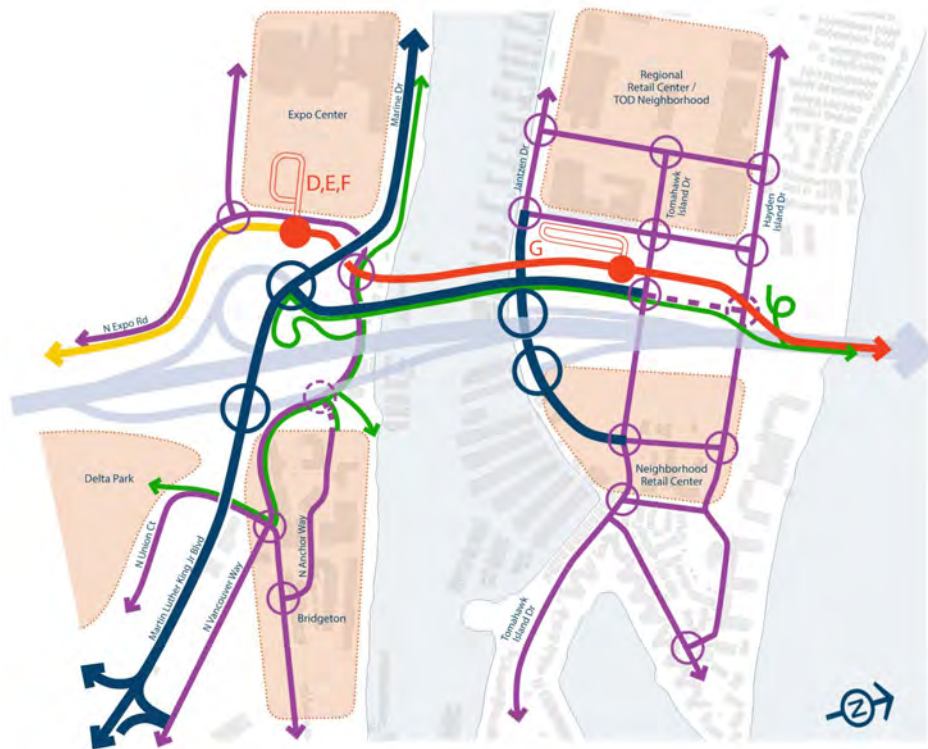 Expo Center
Marine Dr
D,E,F
N Expo Rd
Regional
Retail Center /
TOD Neighborhood
Jantzen Dr
Tomahawk
Island Dr
Hayden
Island Dr
G
Delta Park
N Union Ct
Martin Luther King Jr Blvd
N Vancouver Way
N Anchor Way
Bridgeton
Neighborhood
Retail Center
Tomahawk
Island Dr
N